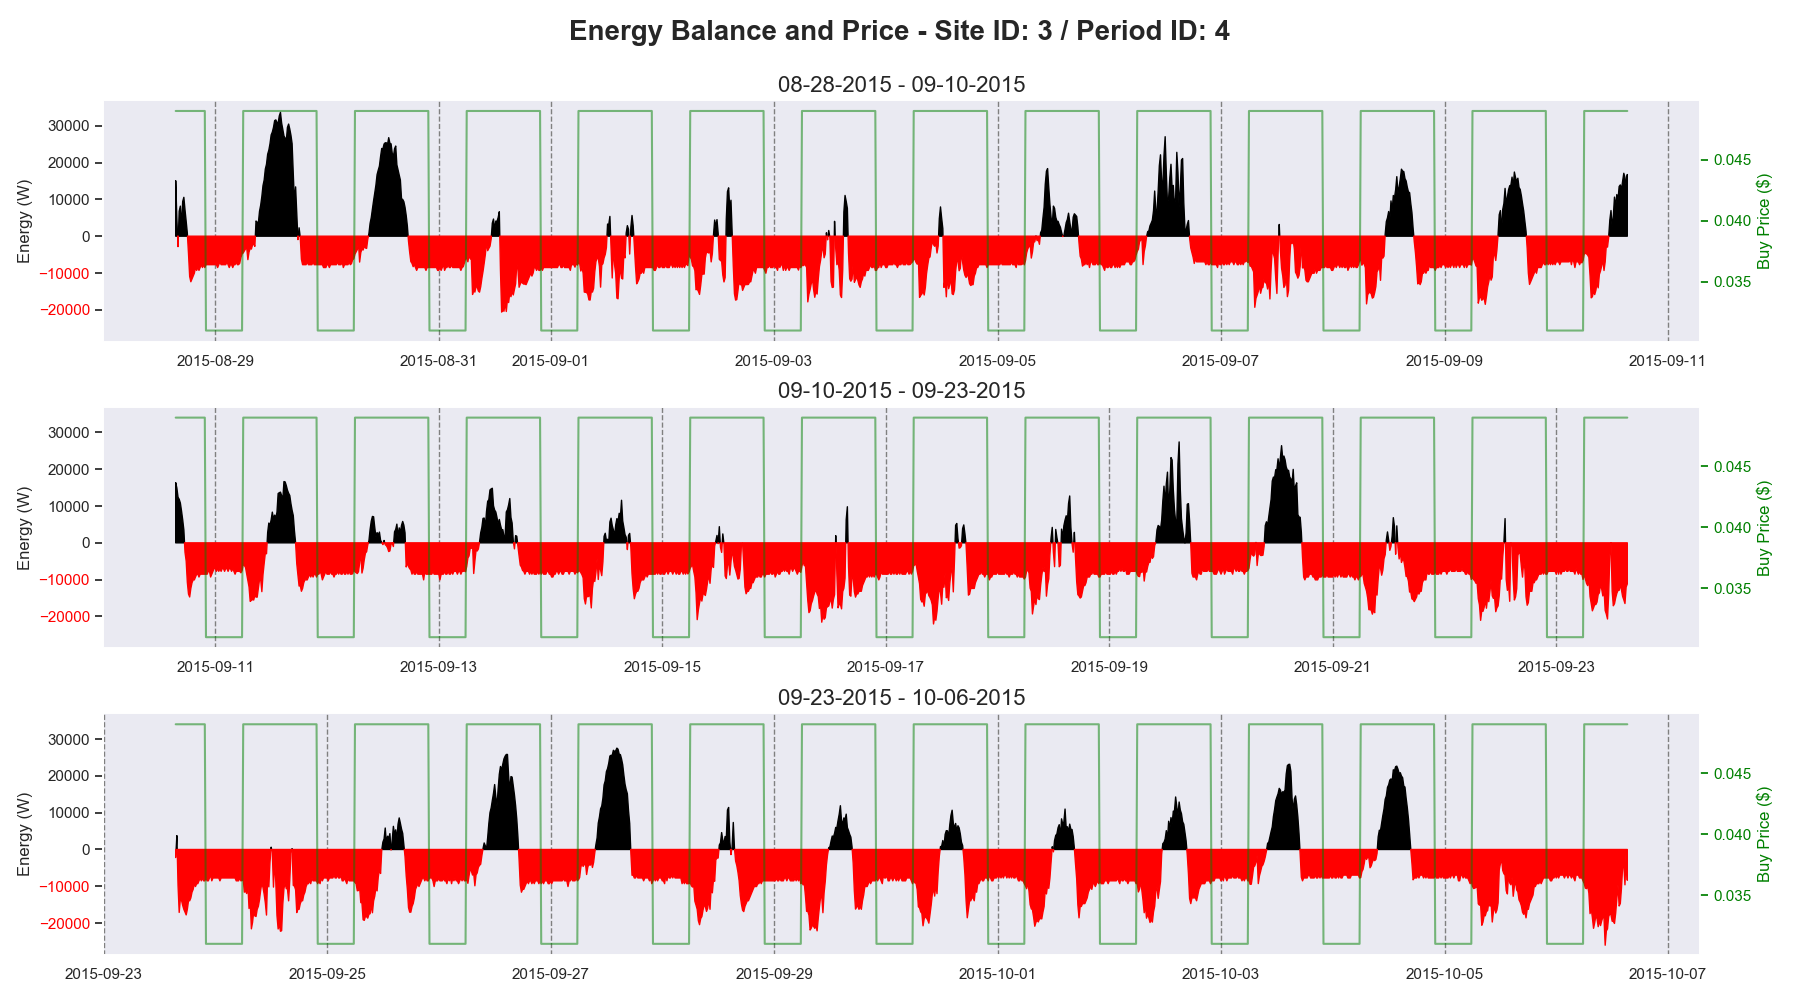 Energy Balance and Price - Site ID: 3 / Period ID: 4
08-28-2015 - 09-10-2015
Energy (W)
30000
20000
10000
0
−10000
−20000
0.045
0.040
0.035
Buy Price ($)
2015-08-29 2015-08-31 2015-09-01 2015-09-03 2015-09-05 2015-09-07 2015-09-09 2015-09-11
09-10-2015 - 09-23-2015
Energy (W)
30000
20000
10000
0
−10000
−20000
0.045
0.040
0.035
Buy Price ($)
2015-09-11 2015-09-13 2015-09-15 2015-09-17 2015-09-19 2015-09-21 2015-09-23
09-23-2015 - 10-06-2015
Energy (W)
30000
20000
10000
0
−10000
−20000
0.045
0.040
0.035
Buy Price ($)
2015-09-23 2015-09-25 2015-09-27 2015-09-29 2015-10-01 2015-10-03 2015-10-05 2015-10-07